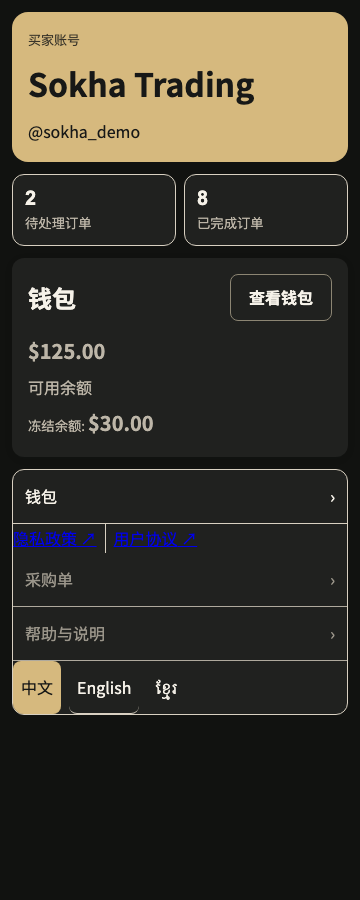 买家账号
Sokha Trading
@sokha_demo
2
待处理订单
8
已完成订单
钱包
查看钱包
$125.00
可用余额
冻结余额: $30.00
钱包 ›
隐私政策 ↗ 用户协议 ↗
采购单 ›
帮助与说明 ›
中文 English ខ្មែរ